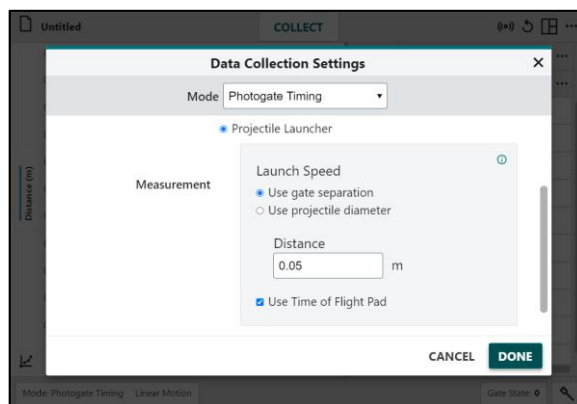 Untitled
COLLECT
Data Collection Settings
Mode Photogate Timing
Projectile Launcher
Measurement
Launch Speed
Use gate separation
Use projectile diameter
Distance
0.05 m
Use Time of Flight Pad
CANCEL DONE
Distance (m)
Mode: Photogate Timing Linear Motion
Gate State: 0